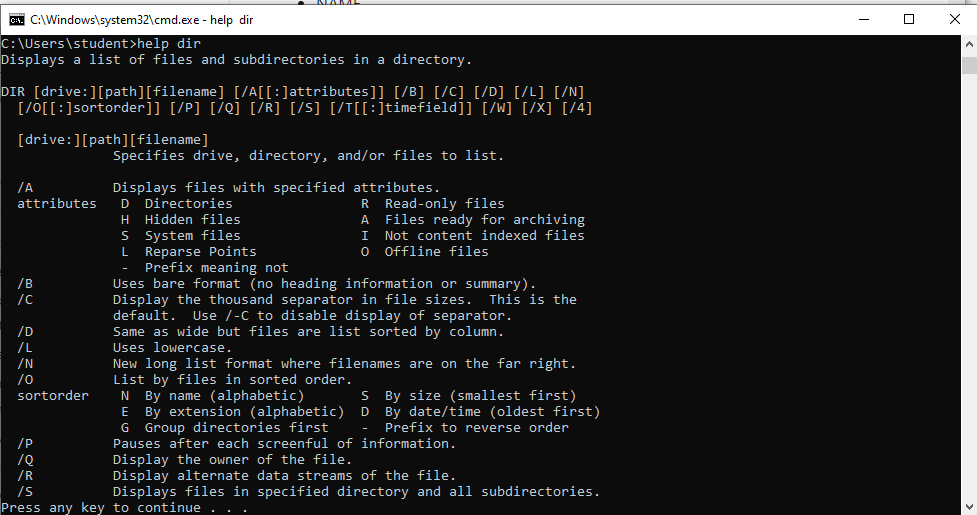 NAME
C:\Windows\system32\cmd.exe - help  dir
C:\Users\student>help dir
Displays a list of files and subdirectories in a directory.
DIR [drive:][path][filename] [/A[[:]attributes]] [/B] [/C] [/D] [/L] [/N]
  [/O[[:]sortorder]] [/P] [/Q] [/R] [/S] [/T[[:]timefield]] [/W] [/X] [/4]
  [drive:][path][filename]
              Specifies drive, directory, and/or files to list.
  /A          Displays files with specified attributes.
  attributes   D  Directories                R  Read-only files
               H  Hidden files               A  Files ready for archiving
               S  System files               I  Not content indexed files
               L  Reparse Points             O  Offline files
               -  Prefix meaning not
  /B          Uses bare format (no heading information or summary).
  /C          Display the thousand separator in file sizes.  This is the
              default.  Use /-C to disable display of separator.
  /D          Same as wide but files are list sorted by column.
  /L          Uses lowercase.
  /N          New long list format where filenames are on the far right.
  /O          List by files in sorted order.
  sortorder    N  By name (alphabetic)       S  By size (smallest first)
               E  By extension (alphabetic)  D  By date/time (oldest first)
               G  Group directories first    -  Prefix to reverse order
  /P          Pauses after each screenful of information.
  /Q          Display the owner of the file.
  /R          Display alternate data streams of the file.
  /S          Displays files in specified directory and all subdirectories.
Press any key to continue . . .